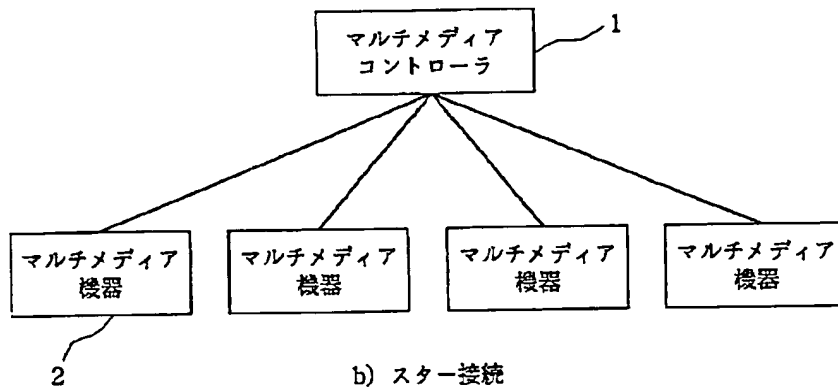 マルチメディア
コントローラ
1
マルチメディア
機器
マルチメディア
機器
マルチメディア
機器
マルチメディア
機器
2
b) スター接続